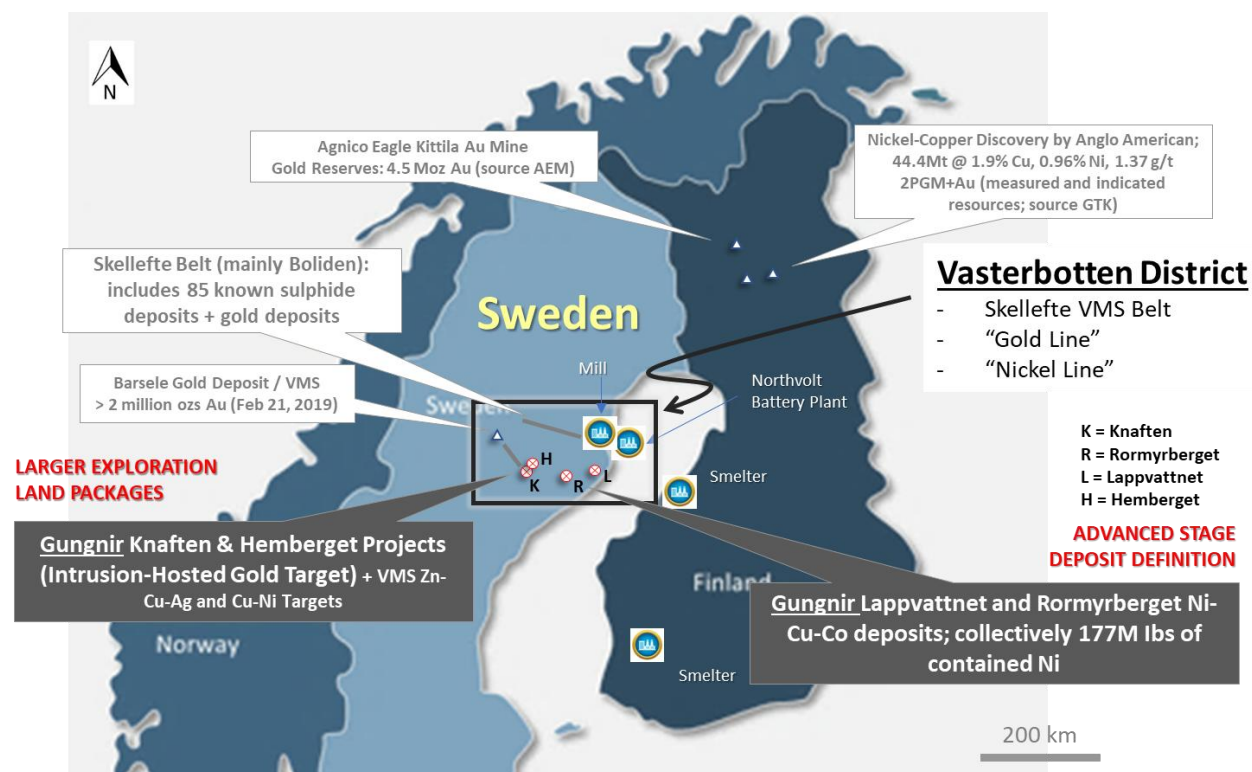 N
Agnico Eagle Kittila Au Mine
Gold Reserves: 4.5 Moz Au (source AEM)
Nickel-Copper Discovery by Anglo American;
44.4Mt @ 1.9% Cu, 0.96% Ni, 1.37 g/t
2PGM+Au (measured and indicated
resources; source GTK)
Skellefte Belt (mainly Boliden):
includes 85 known sulphide
deposits + gold deposits
Sweden
Vasterbotten District
- Skellefte VMS Belt
- “Gold Line”
- “Nickel Line”
Barsele Gold Deposit / VMS
> 2 million ozs Au (Feb 21, 2019)
Mill
Northvolt
Battery Plant
Sweden
H
K
R
L
Smelter
K = Knaften
R = Rormyrberget
L = Lappvattnet
H = Hemberget
LARGER EXPLORATION
LAND PACKAGES
ADVANCED STAGE
DEPOSIT DEFINITION
Gungnir Knaften & Hemberget Projects
(Intrusion-Hosted Gold Target) + VMS Zn-
Cu-Ag and Cu-Ni Targets
Finland
Gungnir Lappvattnet and Rormyrberget Ni-
Cu-Co deposits; collectively 177M Ibs of
contained Ni
Norway
Smelter
200 km